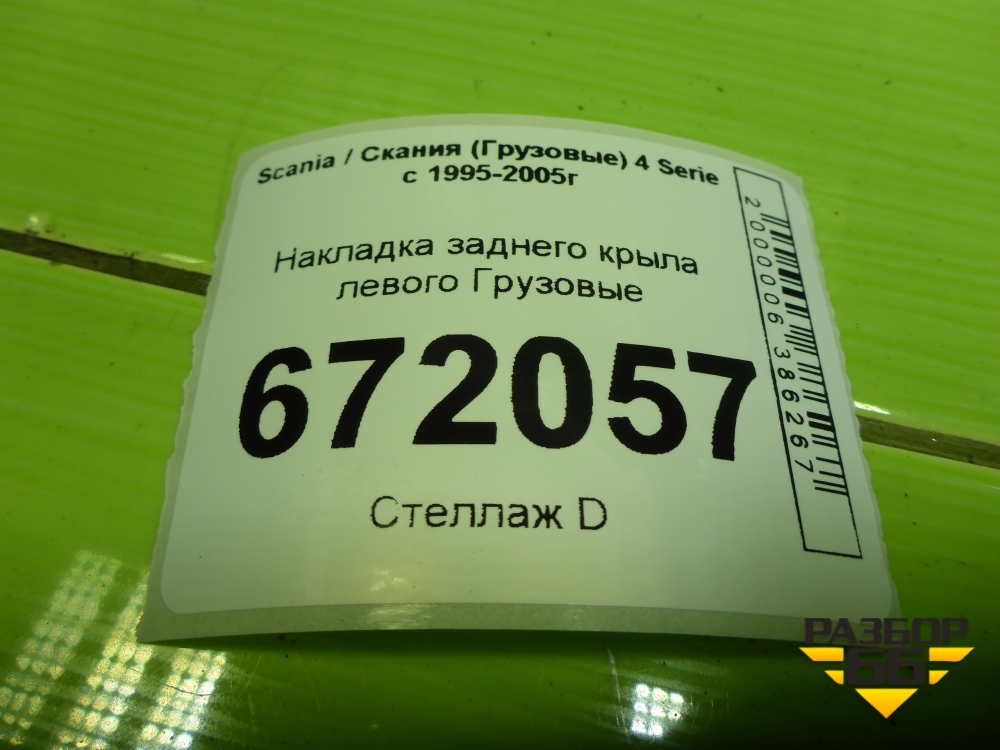 Scania / Скания (Грузовые) 4 Serie
с 1995-2005г
Накладка заднего крыла
левого Грузовые
672057
Стеллаж D
2000006386267
РАЗБОР
66